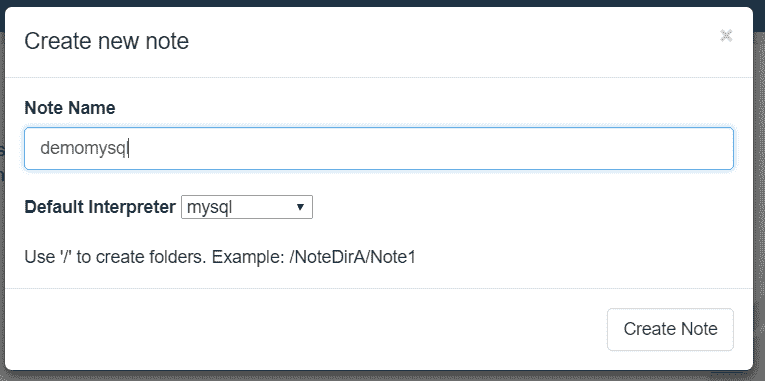 Create new note
×
Note Name
demomysql
Default Interpreter mysql
Use '/' to create folders. Example: /NoteDirA/Note1
Create Note